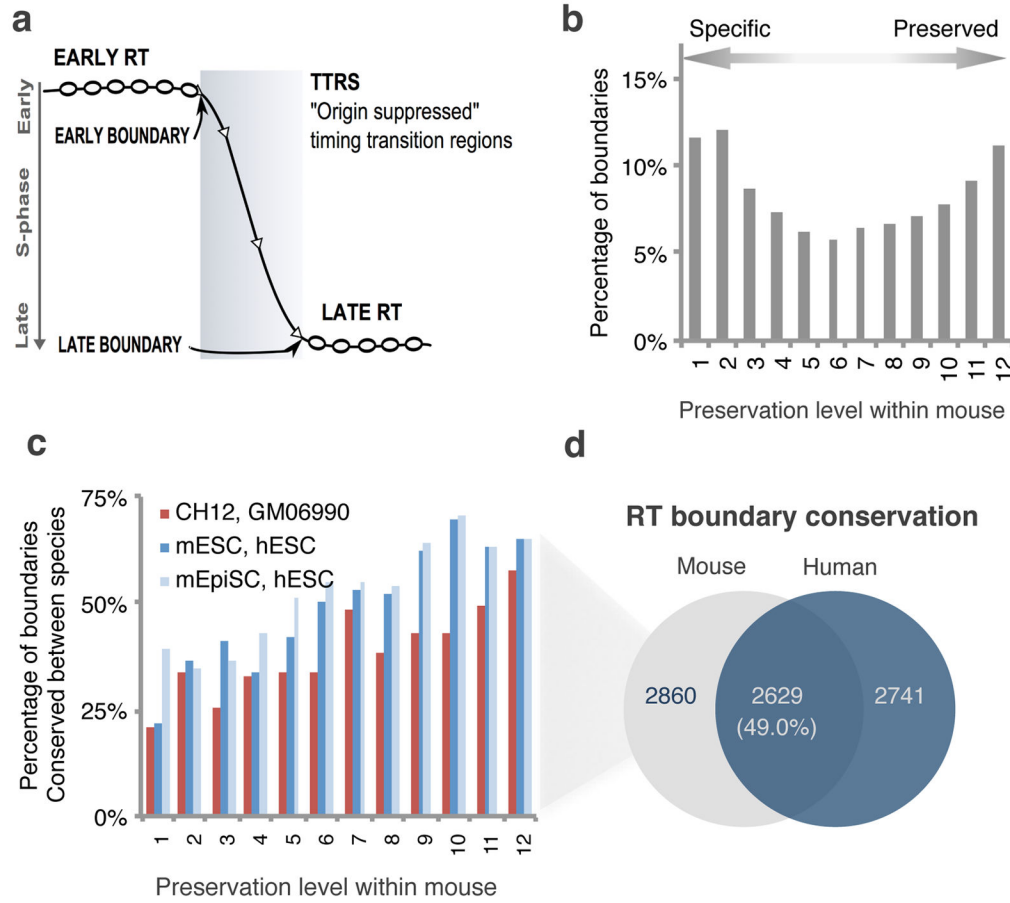 a
EARLY RT
TTRS
"Origin suppressed"
timing transition regions
EARLY BOUNDARY
Early
S-phase
Late
LATE RT
LATE BOUNDARY
b
Specific
Preserved
Percentage of boundaries
15%
10%
5%
0%
1 2 3 4 5 6 7 8 9 10 11 12
Preservation level within mouse
c
Percentage of boundaries
Conserved between species
75%
50%
25%
0%
CH12, GM06990
mESC, hESC
mEpiSC, hESC
1 2 3 4 5 6 7 8 9 10 11 12
Preservation level within mouse
d
RT boundary conservation
Mouse
Human
2860
2629
(49.0%)
2741